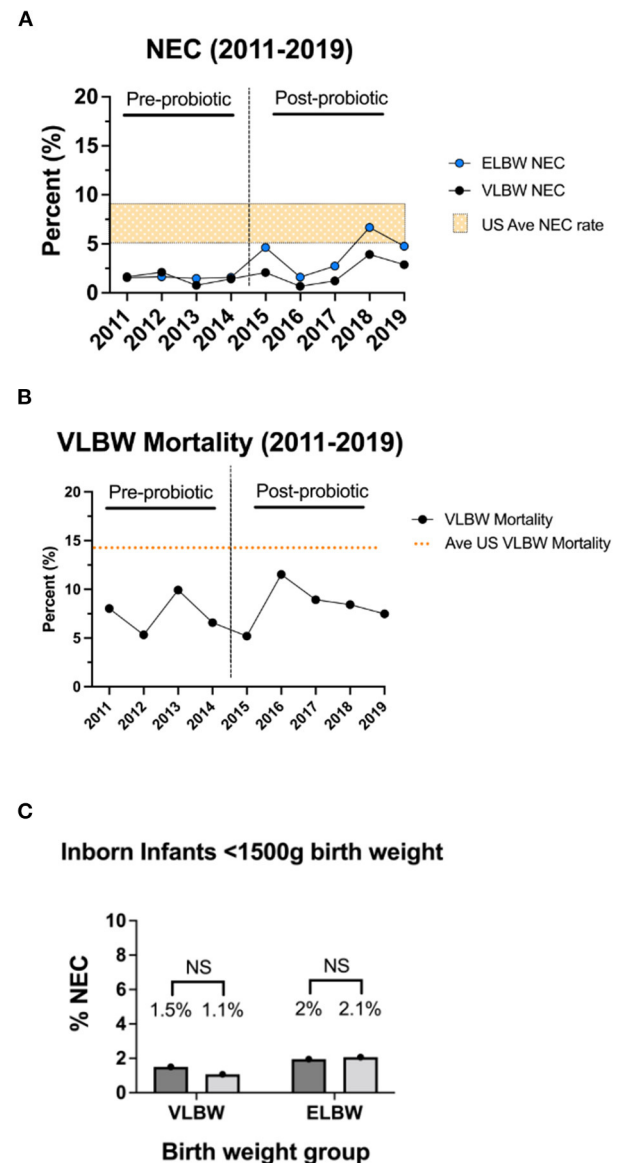 A
NEC (2011-2019)
Pre-probiotic
Post-probiotic
Percent (%)
20
15
10
5
0
2011
2012
2013
2014
2015
2016
2017
2018
2019
ELBW NEC
VLBW NEC
US Ave NEC rate
B
VLBW Mortality (2011-2019)
Pre-probiotic
Post-probiotic
Percent (%)
20
15
10
5
0
2011
2012
2013
2014
2015
2016
2017
2018
2019
VLBW Mortality
Ave US VLBW Mortality
C
Inborn Infants <1500g birth weight
% NEC
10
8
6
4
2
0
NS
1.5% 1.1%
NS
2% 2.1%
VLBW
ELBW
Birth weight group